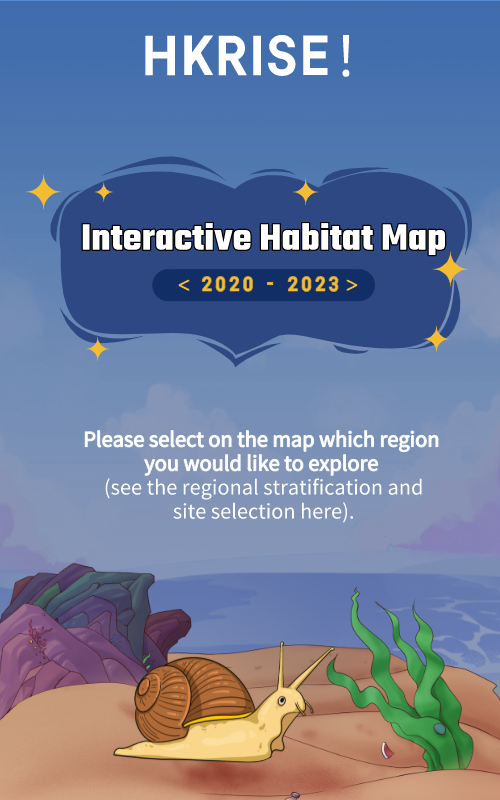 HKRISE!
Interactive Habitat Map
< 2020 - 2023 >
Please select on the map which region
you would like to explore
(see the regional stratification and
site selection here).